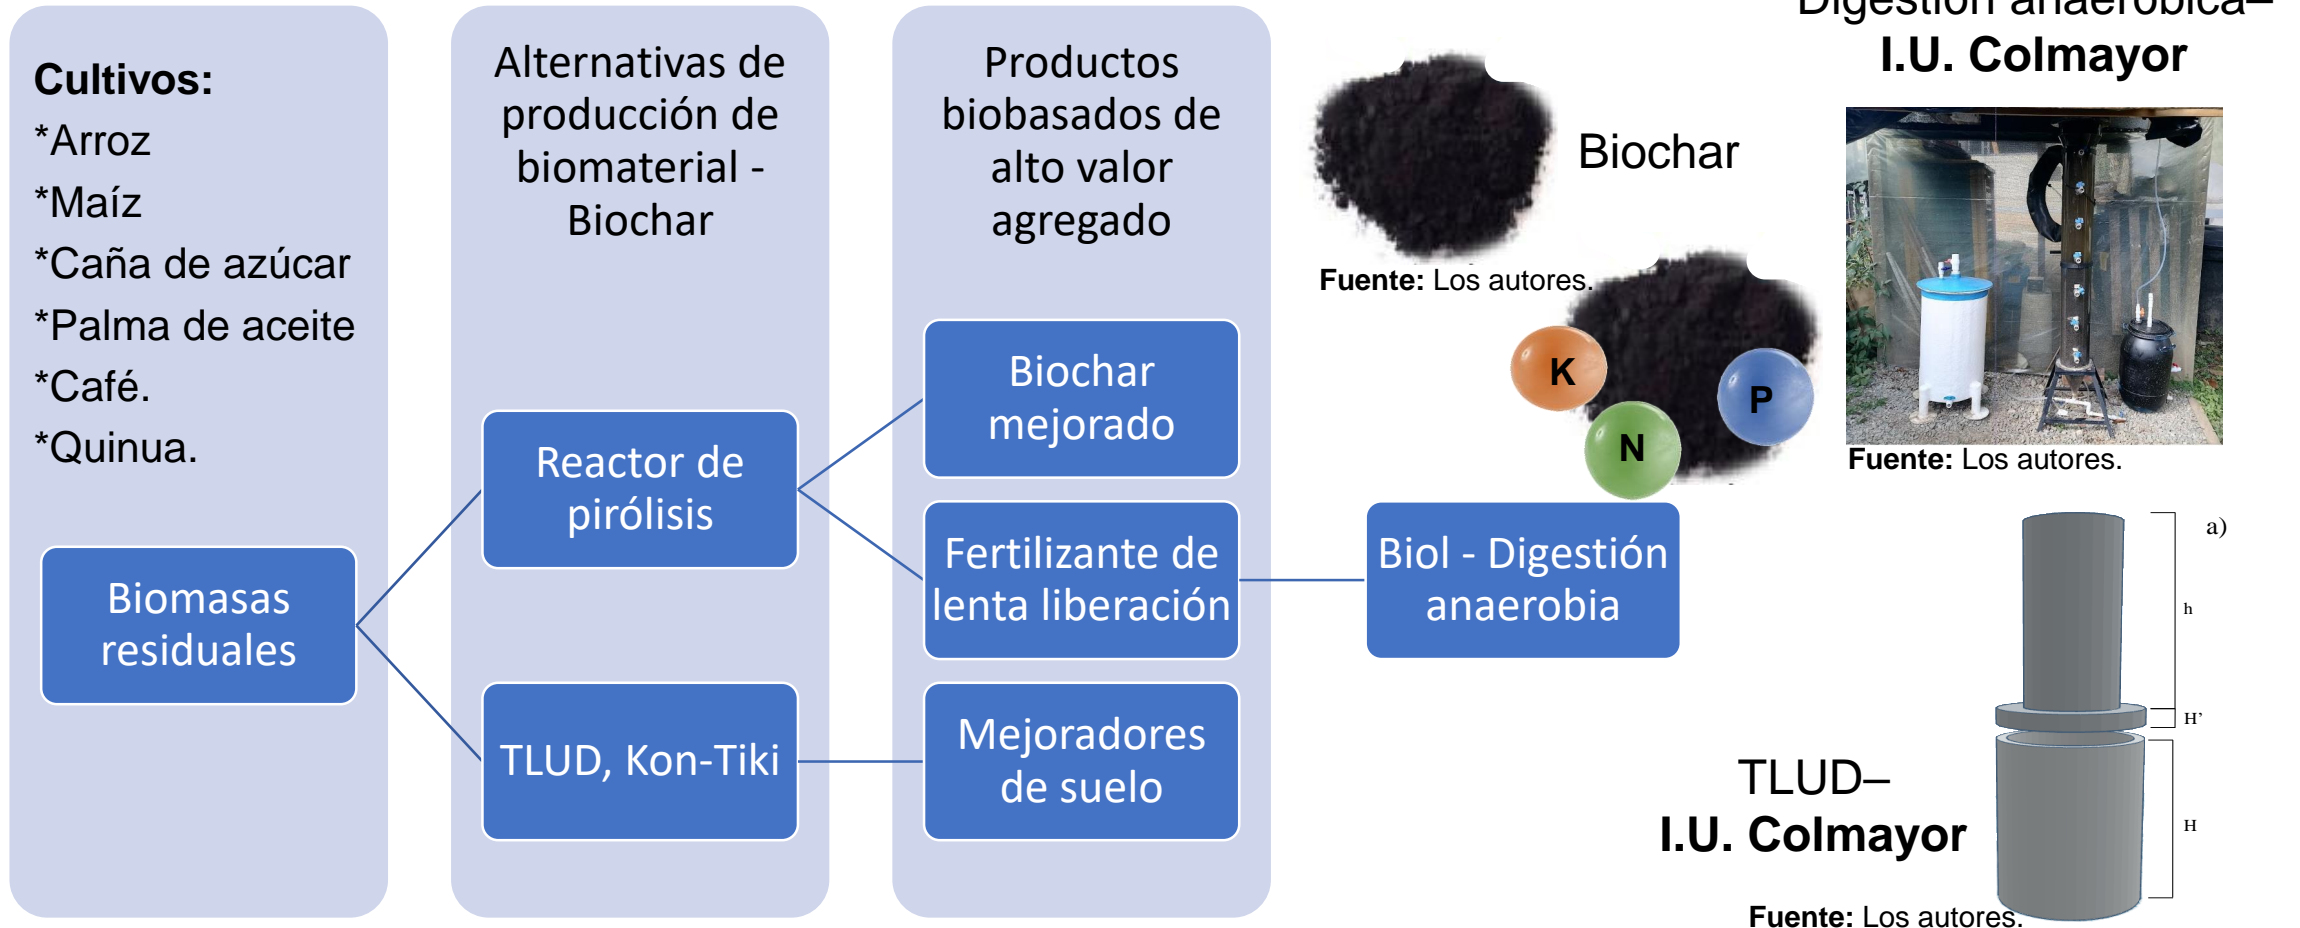 Cultivos:
*Arroz
*Maíz
*Caña de azúcar
*Palma de aceite
*Café.
*Quinua.
Biomasas
residuales
Alternativas de
producción de
biomaterial -
Biochar
Reactor de
pirólisis
TLUD, Kon-Tiki
Productos
biobasados de
alto valor
agregado
Biochar
mejorado
Fertilizante de
lenta liberación
Mejoradores
de suelo
Biol - Digestión
anaerobia
Biochar
Fuente: Los autores.
K
N
P
Digestión anaeróbica–
I.U. Colmayor
Fuente: Los autores.
a)
h
H’
H
TLUD–
I.U. Colmayor
Fuente: Los autores.